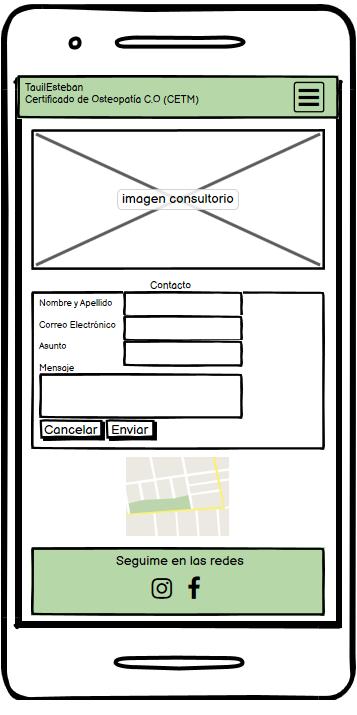 TauilEsteban
Certificado de Osteopatía C.O (CETM)
imagen consultorio
Contacto
Nombre y Apellido
Correo Electrónico
Asunto
Mensaje
Cancelar Enviar
Seguime en las redes